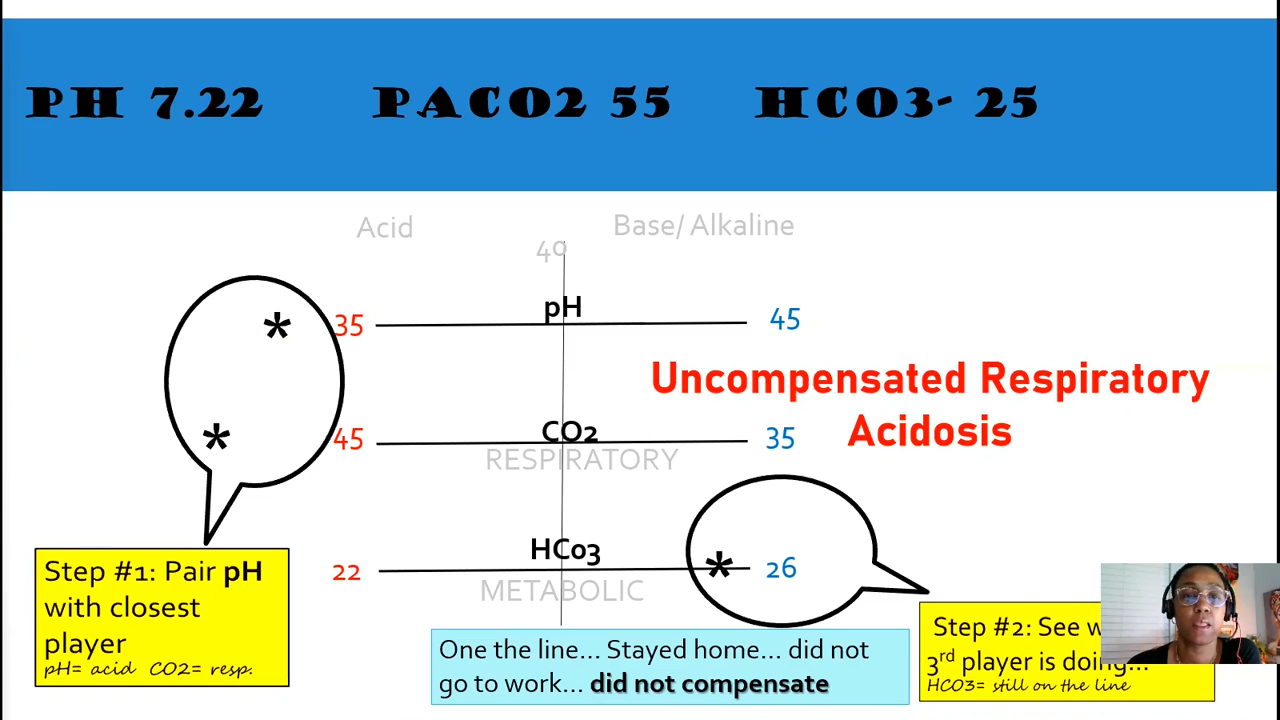 PH 7.22 PACO2 55 HCO3- 25
Acid
Base/ Alkaline
40
pH
35
45
Uncompensated Respiratory
Acidosis
CO2
45
35
RESPIRATORY
HCo3
22
26
METABOLIC
*
*
*
Step #1: Pair pH
with closest
player
pH= acid CO2= resp.
One the line... Stayed home... did not
go to work... did not compensate
Step #2: See
3rd player is doing...
HCO3= still on the line